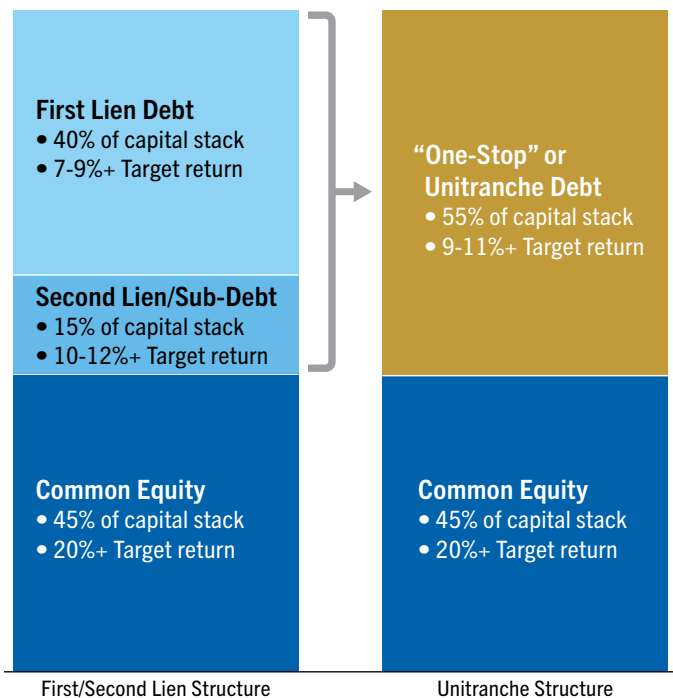 First Lien Debt
• 40% of capital stack
• 7-9%+ Target return
Second Lien/Sub-Debt
• 15% of capital stack
• 10-12%+ Target return
Common Equity
• 45% of capital stack
• 20%+ Target return
First/Second Lien Structure
“One-Stop” or
Unitranche Debt
• 55% of capital stack
• 9-11%+ Target return
Common Equity
• 45% of capital stack
• 20%+ Target return
Unitranche Structure